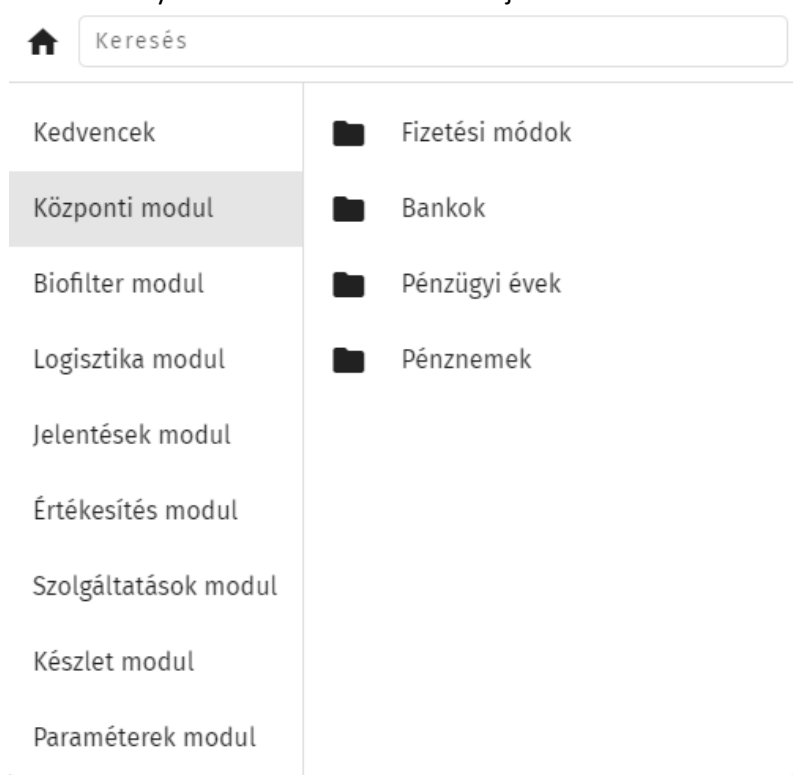 Keresés
Kedvencek
Központi modul
Biofilter modul
Logisztika modul
Jelentések modul
Értékesítés modul
Szolgáltatások modul
Készlet modul
Paraméterek modul
Fizetési módok
Bankok
Pénzügyi évek
Pénznemek